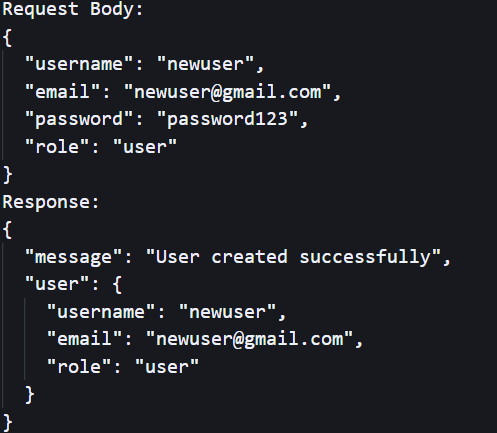 Request Body:
{
  "username": "newuser",
  "email": "newuser@gmail.com",
  "password": "password123",
  "role": "user"
}
Response:
{
  "message": "User created successfully",
  "user": {
    "username": "newuser",
    "email": "newuser@gmail.com",
    "role": "user"
  }
}